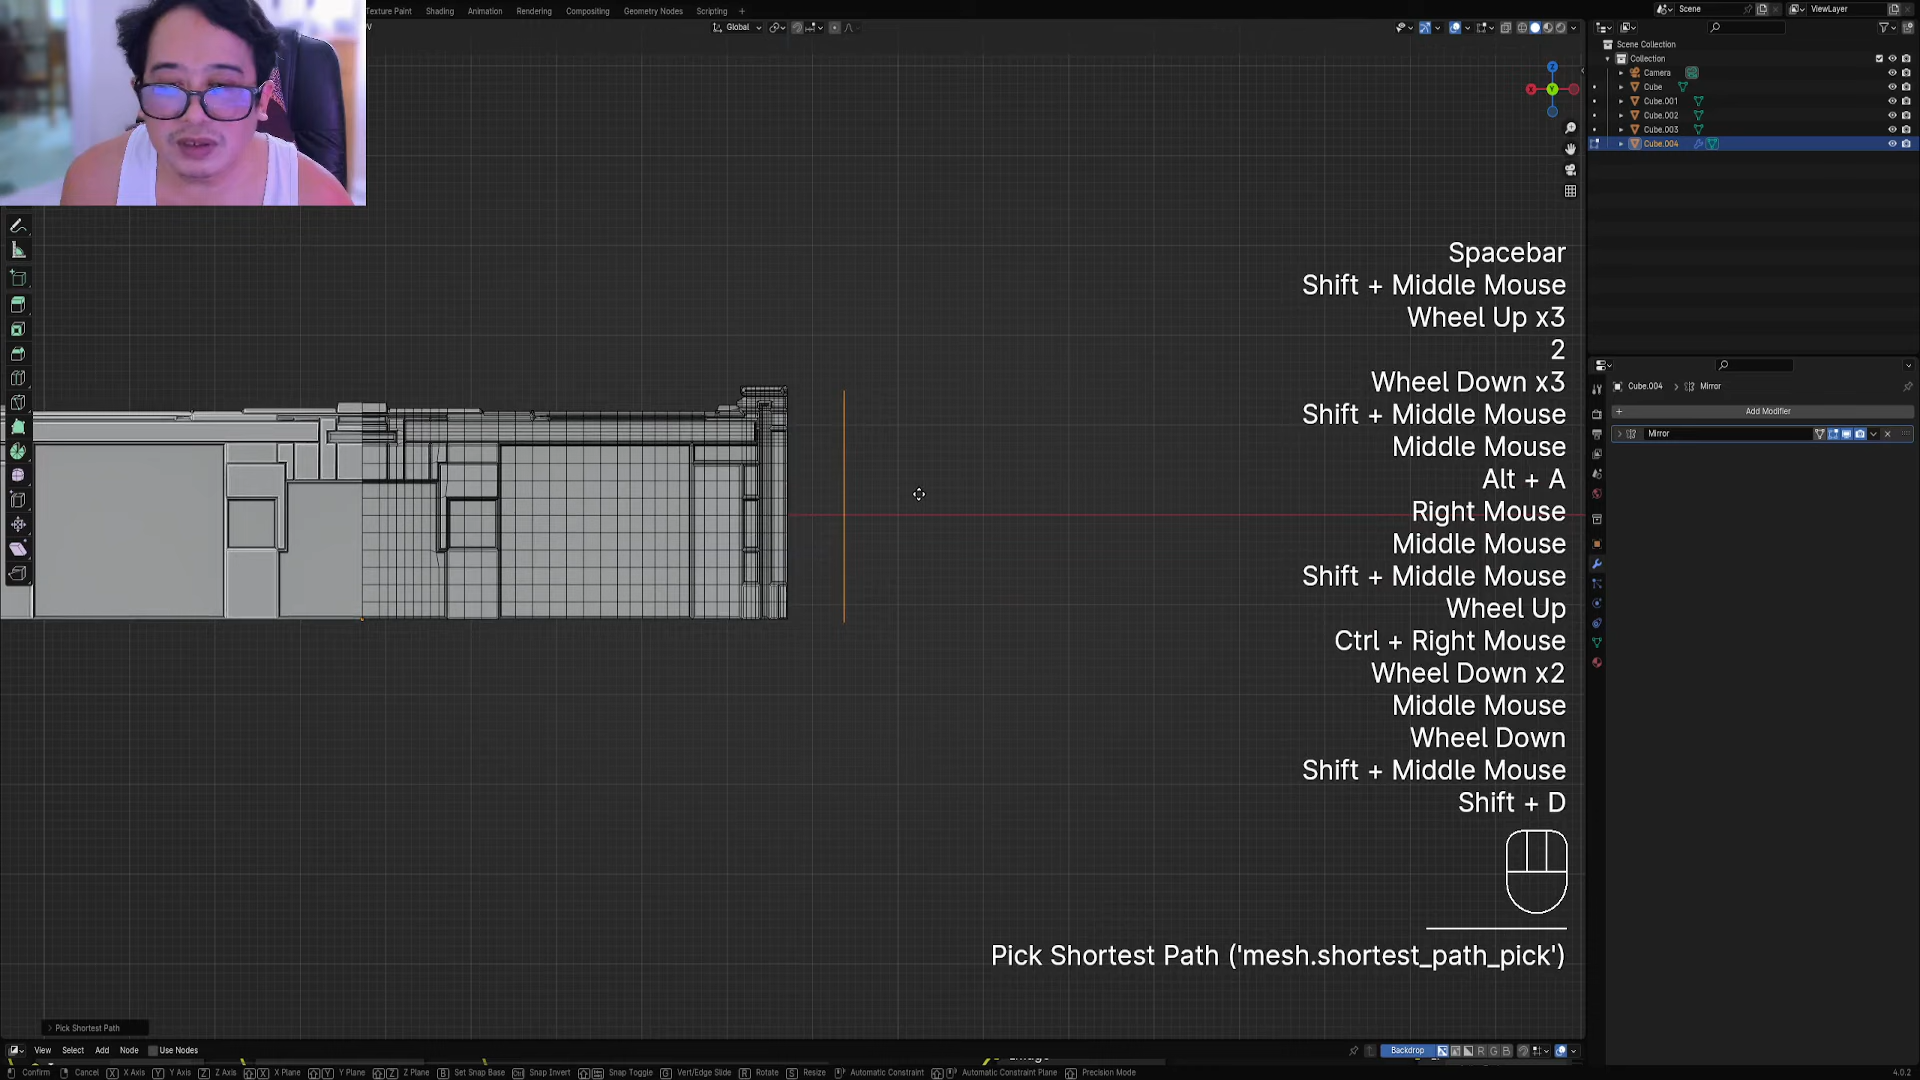 Texture Paint Shading Animation Rendering Compositing Geometry Nodes Scripting +
Scene ViewLayer
Global
Scene Collection
Collection
Camera
Cube
Cube.001
Cube.002
Cube.003
Cube.004
Z
X
Y
Spacebar
Shift + Middle Mouse
Wheel Up x3
2
Wheel Down x3
Shift + Middle Mouse
Middle Mouse
Alt + A
Right Mouse
Middle Mouse
Shift + Middle Mouse
Wheel Up
Ctrl + Right Mouse
Wheel Down x2
Middle Mouse
Wheel Down
Shift + Middle Mouse
Shift + D
Pick Shortest Path ('mesh.shortest_path_pick')
Cube.004 > Mirror
+ Add Modifier
Mirror
> Pick Shortest Path
View Select Add Node Use Nodes
Backdrop R G B
Confirm Cancel X X Axis Y Y Axis Z Z Axis X X Plane Y Y Plane Z Z Plane B Set Snap Base Snap Invert Snap Toggle G Vert/Edge Slide R Rotate S Resize Automatic Constraint Automatic Constraint Plane Precision Mode
4.0.2